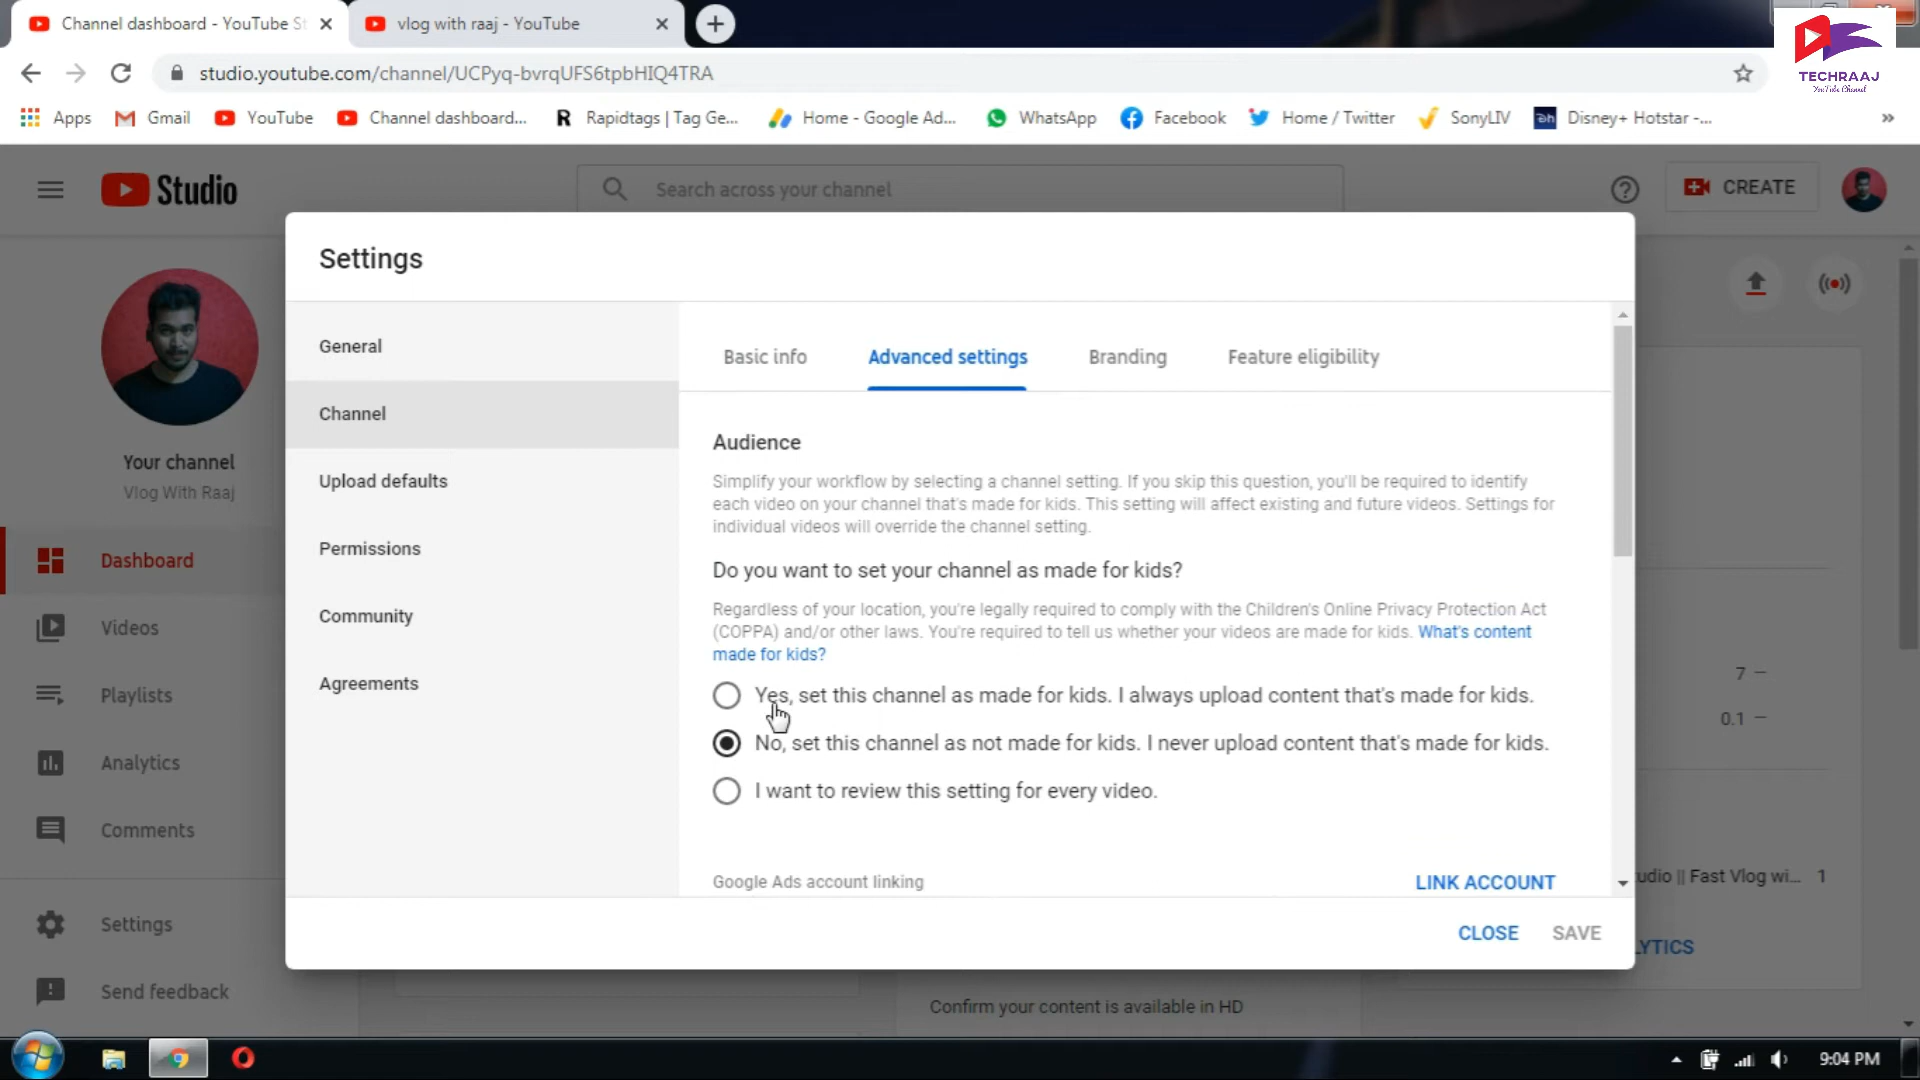 Channel dashboard - YouTube St
vlog with raaj - YouTube
studio.youtube.com/channel/UCPyq-bvrqUFS6tpbHIQ4TRA
TECHRAAJ
YouTube Channel
Apps
Gmail
YouTube
Channel dashboard...
Rapidtags | Tag Ge...
Home - Google Ad...
WhatsApp
Facebook
Home / Twitter
SonyLIV
Disney+ Hotstar -...
Studio
Search across your channel
CREATE
Settings
General
Channel
Upload defaults
Permissions
Community
Agreements
Your channel
Vlog With Raaj
Dashboard
Videos
Playlists
Analytics
Comments
Settings
Send feedback
Basic info
Advanced settings
Branding
Feature eligibility
Audience
Simplify your workflow by selecting a channel setting. If you skip this question, you'll be required to identify
each video on your channel that's made for kids. This setting will affect existing and future videos. Settings for
individual videos will override the channel setting.
Do you want to set your channel as made for kids?
Regardless of your location, you're legally required to comply with the Children's Online Privacy Protection Act
(COPPA) and/or other laws. You're required to tell us whether your videos are made for kids. What's content
made for kids?
Yes, set this channel as made for kids. I always upload content that's made for kids.
No, set this channel as not made for kids. I never upload content that's made for kids.
I want to review this setting for every video.
Google Ads account linking
LINK ACCOUNT
CLOSE
SAVE
7 —
0.1 —
udio || Fast Vlog wi... 1
LYTICS
Confirm your content is available in HD
9:04 PM